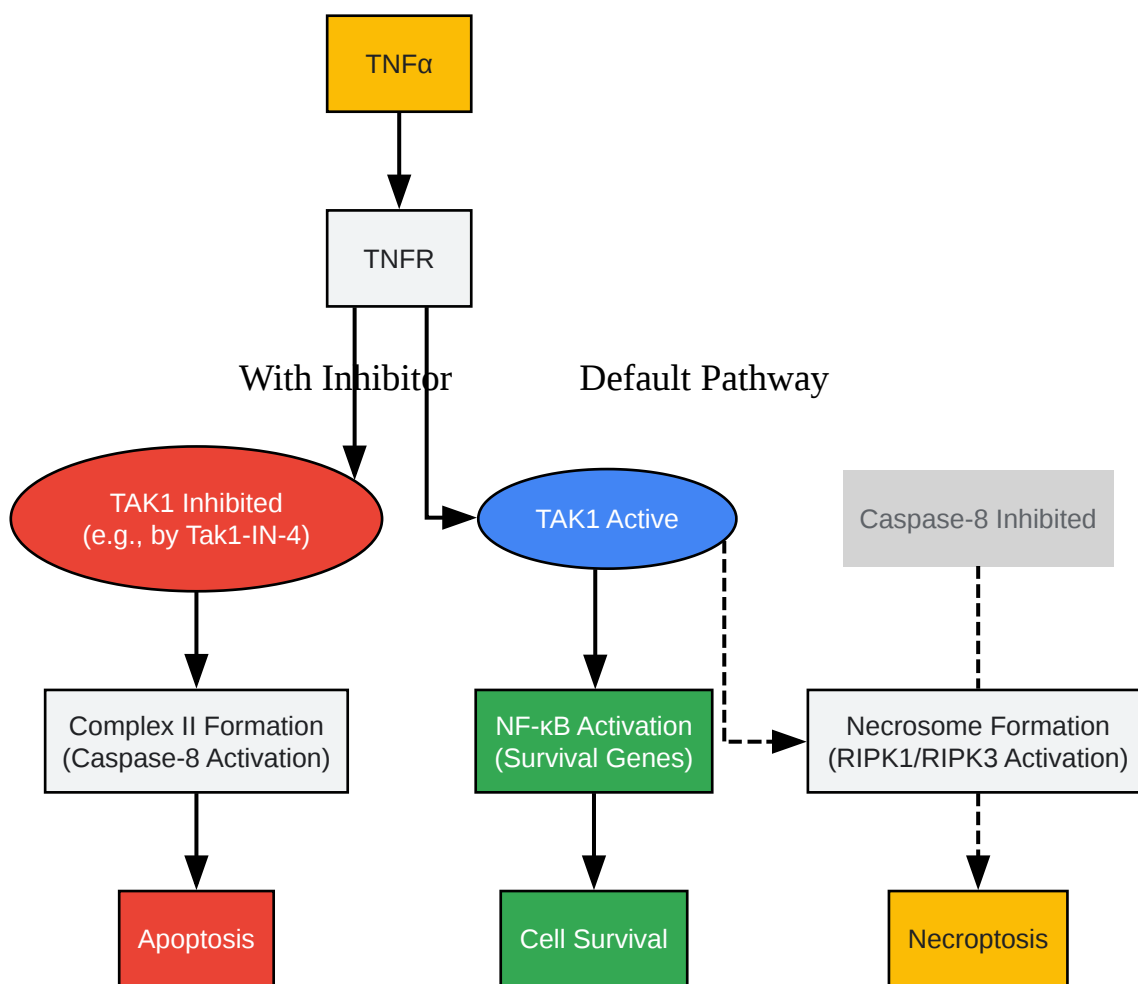 TNFα
TNFR
With Inhibitor
Default Pathway
TAK1 Inhibited
(e.g., by Tak1-IN-4)
TAK1 Active
Caspase-8 Inhibited
Complex II Formation
(Caspase-8 Activation)
NF-κB Activation
(Survival Genes)
Necrosome Formation
(RIPK1/RIPK3 Activation)
Apoptosis
Cell Survival
Necroptosis